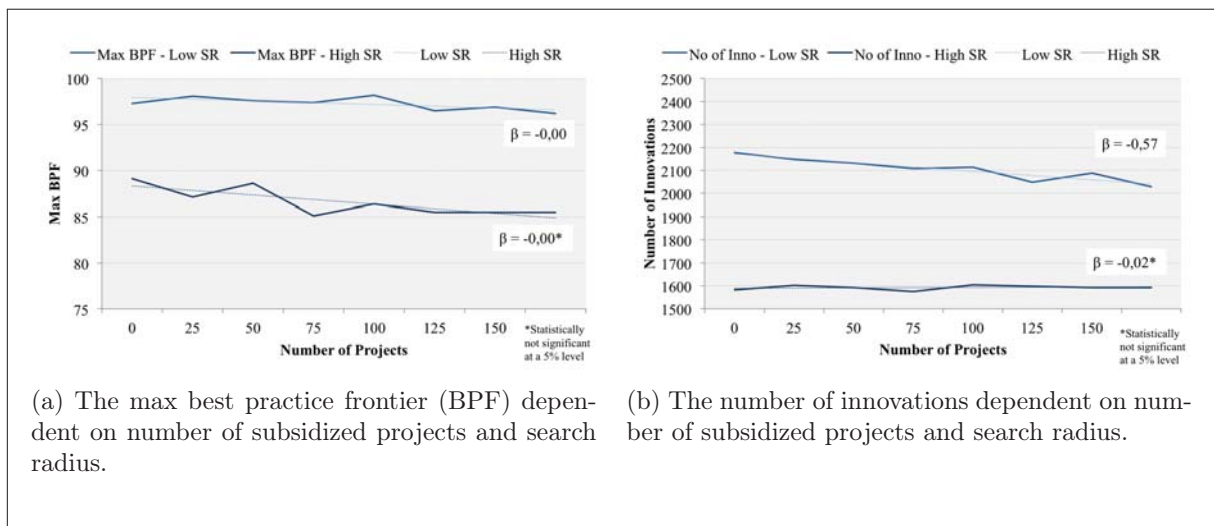 Max BPF - Low SR Max BPF - High SR Low SR High SR
100
95
90
85
80
75
Max BPF
β = -0,00
β = -0,00*
0 25 50 75 100 125 150
Number of Projects
*Statistically
not significant
at a 5% level
(a) The max best practice frontier (BPF) depen-
dent on number of subsidized projects and search
radius.
No of Inno - Low SR No of Inno - High SR Low SR High SR
2500
2400
2300
2200
2100
2000
1900
1800
1700
1600
1500
Number of Innovations
β = -0,57
β = -0,02*
0 25 50 75 100 125 150
Number of Projects
*Statistically
not significant
at a 5% level
(b) The number of innovations dependent on num-
ber of subsidized projects and search radius.